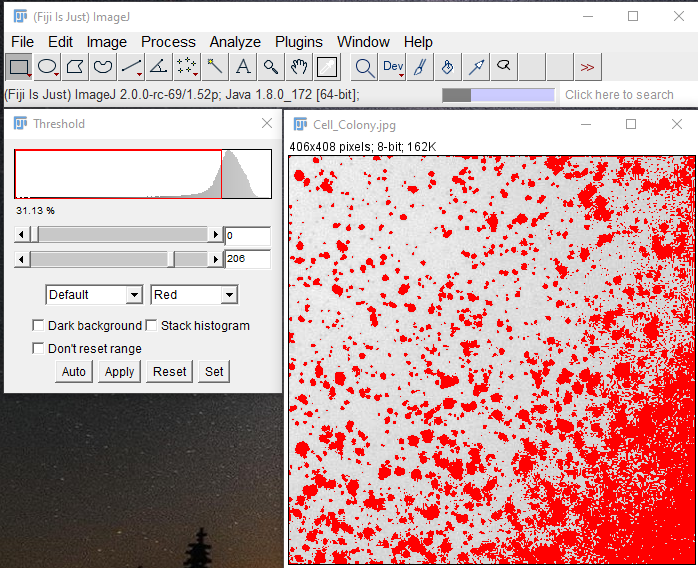 (Fiji Is Just) ImageJ
File Edit Image Process Analyze Plugins Window Help
A Dev >>
(Fiji Is Just) ImageJ 2.0.0-rc-69/1.52p; Java 1.8.0_172 [64-bit];
Click here to search
Threshold
31.13 %
0
206
Default Red
Dark background Stack histogram
Don't reset range
Auto Apply Reset Set
Cell_Colony.jpg
406x408 pixels; 8-bit; 162K